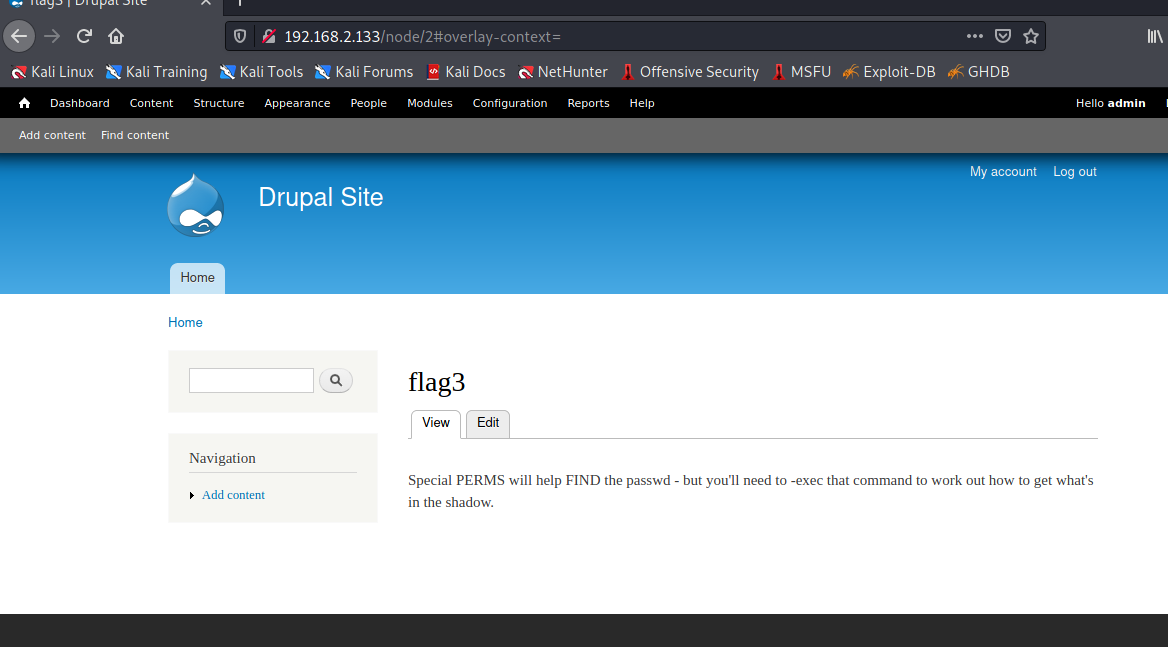 flag3 | Drupal Site
192.168.2.133/node/2#overlay-context=
Kali Linux Kali Training Kali Tools Kali Forums Kali Docs NetHunter Offensive Security MSFU Exploit-DB GHDB
Dashboard Content Structure Appearance People Modules Configuration Reports Help Hello admin
Add content Find content
My account Log out
Drupal Site
Home
Home
flag3
View Edit
Navigation
Add content
Special PERMS will help FIND the passwd - but you'll need to -exec that command to work out how to get what's
in the shadow.